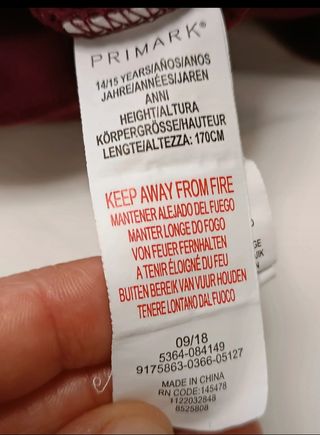 PRIMARK®
14/15 YEARS/AÑOS/ANOS
JAHRE/ANNÉES/JAREN
ANNI
HEIGHT/ALTURA
KÖRPERGRÖSSE/HAUTEUR
LENGTE/ALTEZZA: 170CM
KEEP AWAY FROM FIRE
MANTENER ALEJADO DEL FUEGO
MANTER LONGE DO FOGO
VON FEUER FERNHALTEN
A TENIR ÉLOIGNÉ DU FEU
BUITEN BEREIK VAN VUUR HOUDEN
TENERE LONTANO DAL FUOCO
09/18
5364-084149
9175863-0366-05127
MADE IN CHINA
RN CODE: 145478
1122032848
6525808